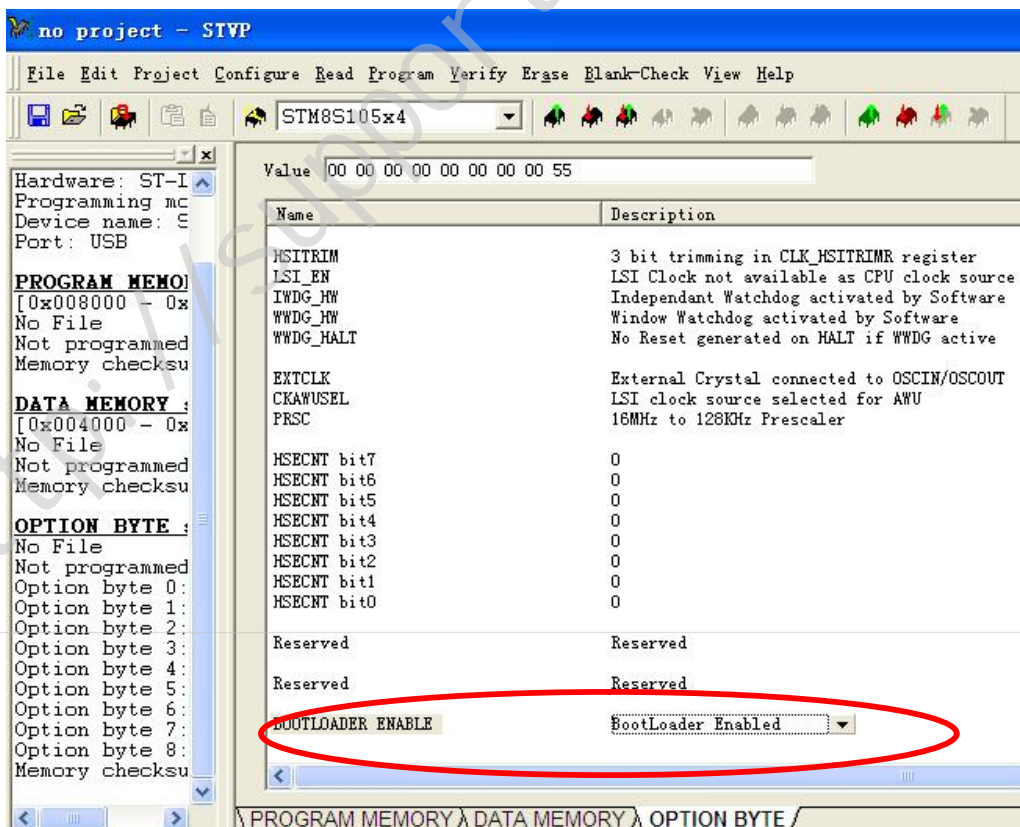 no project - STVP
File Edit Project Configure Read Program Verify Erase Blank-Check View Help
STM8S105x4
Hardware: ST-L
Programming mo
Device name: S
Port: USB
PROGRAM MEMO
[0x008000 - 0x
No File
Not programmed
Memory checksu
DATA MEMORY :
[0x004000 - 0x
No File
Not programmed
Memory checksu
OPTION BYTE :
No File
Not programmed
Option byte 0:
Option byte 1:
Option byte 2:
Option byte 3:
Option byte 4:
Option byte 5:
Option byte 6:
Option byte 7:
Option byte 8:
Memory checksu
Value 00 00 00 00 00 00 00 00 55
Name Description
HSITRIM 3 bit trimming in CLK_HSITRIMR register
LSI_EN LSI Clock not available as CPU clock source
IWDG_HW Independant Watchdog activated by Software
WWDG_HW Window Watchdog activated by Software
WWDG_HALT No Reset generated on HALT if WWDG active
EXTCLK External Crystal connected to OSCIN/OSCOUT
CKAWUSEL LSI clock source selected for AWU
PRSC 16MHz to 128KHz Prescaler
HSECNT bit7 0
HSECNT bit6 0
HSECNT bit5 0
HSECNT bit4 0
HSECNT bit3 0
HSECNT bit2 0
HSECNT bit1 0
HSECNT bit0 0
Reserved Reserved
Reserved Reserved
BOOTLOADER ENABLE BootLoader Enabled
PROGRAM MEMORY DATA MEMORY OPTION BYTE
tp://support